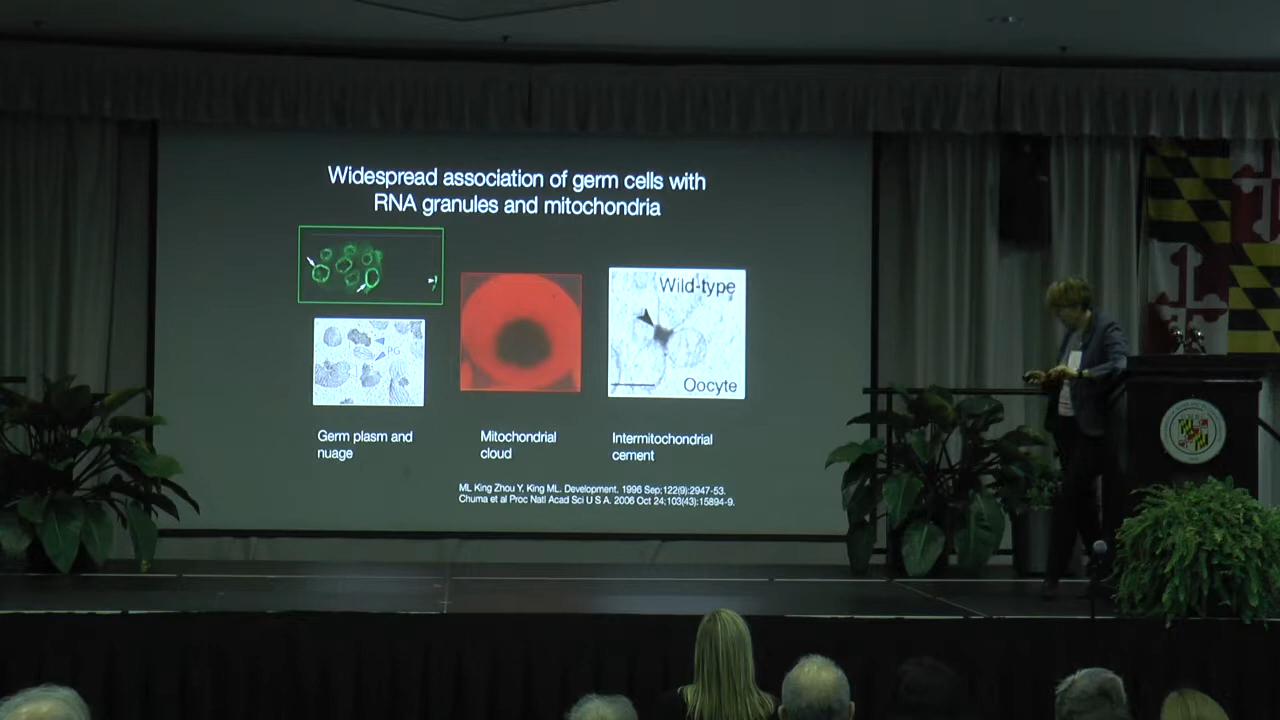 Widespread association of germ cells with
RNA granules and mitochondria
PG
Wild-type
Oocyte
Germ plasm and
nuage
Mitochondrial
cloud
Intermitochondrial
cement
ML King Zhou Y, King ML. Development. 1996 Sep;122(9):2947-53.
Chuma et al Proc Natl Acad Sci U S A. 2006 Oct 24;103(43):15894-9.